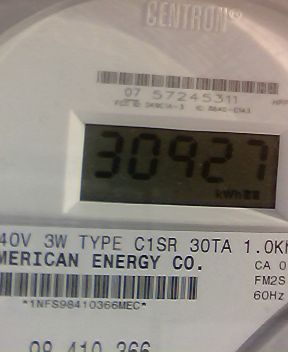 CENTRON®
07 57245311
30927
kWh
40V 3W TYPE C1SR 30TA 1.0K
MERICAN ENERGY CO.
CA 0
FM2S
60Hz
*1NFS98410366MEC*
98 410 366